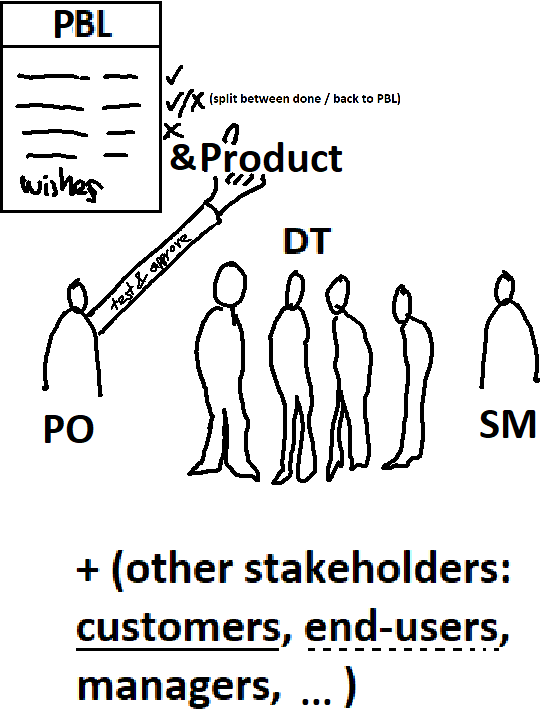 PBL
✓
✓/x (split between done / back to PBL)
x
wishes
& Product
test & approve
DT
PO
SM
+ (other stakeholders:
customers, end-users,
managers, ... )